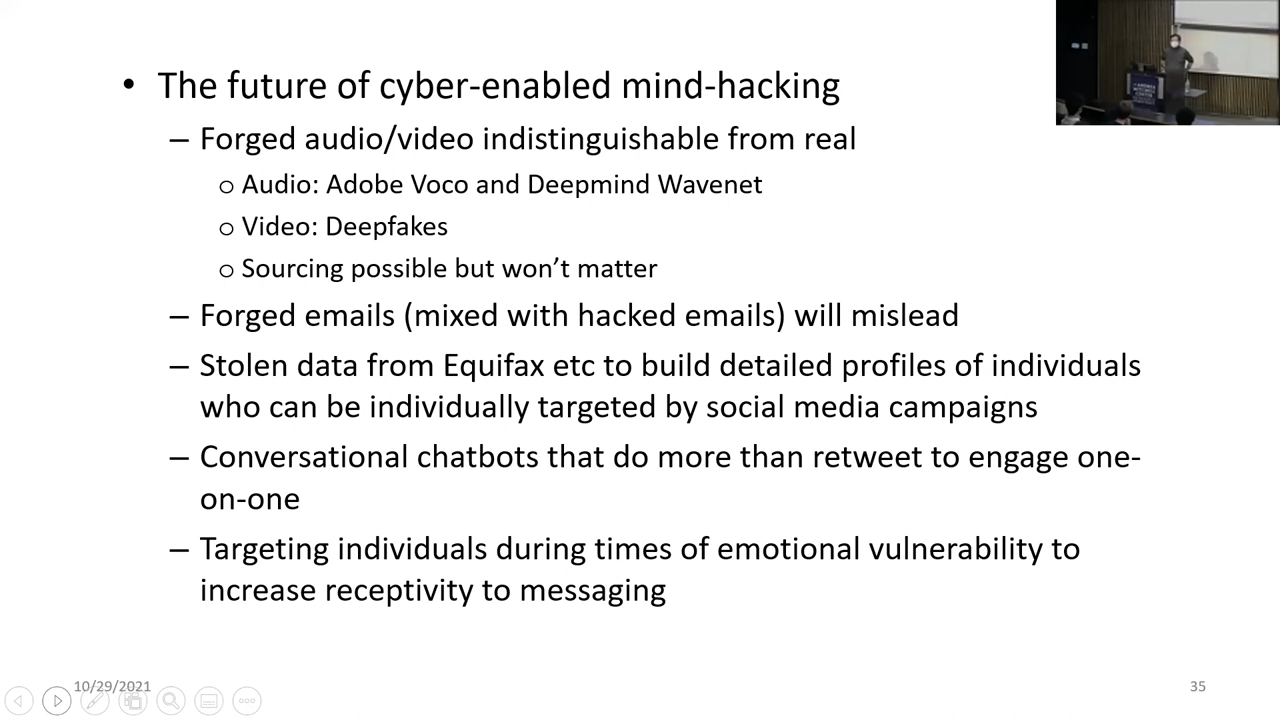 • The future of cyber-enabled mind-hacking
– Forged audio/video indistinguishable from real
o Audio: Adobe Voco and Deepmind Wavenet
o Video: Deepfakes
o Sourcing possible but won’t matter
– Forged emails (mixed with hacked emails) will mislead
– Stolen data from Equifax etc to build detailed profiles of individuals
who can be individually targeted by social media campaigns
– Conversational chatbots that do more than retweet to engage one-
on-one
– Targeting individuals during times of emotional vulnerability to
increase receptivity to messaging
10/29/2021
35